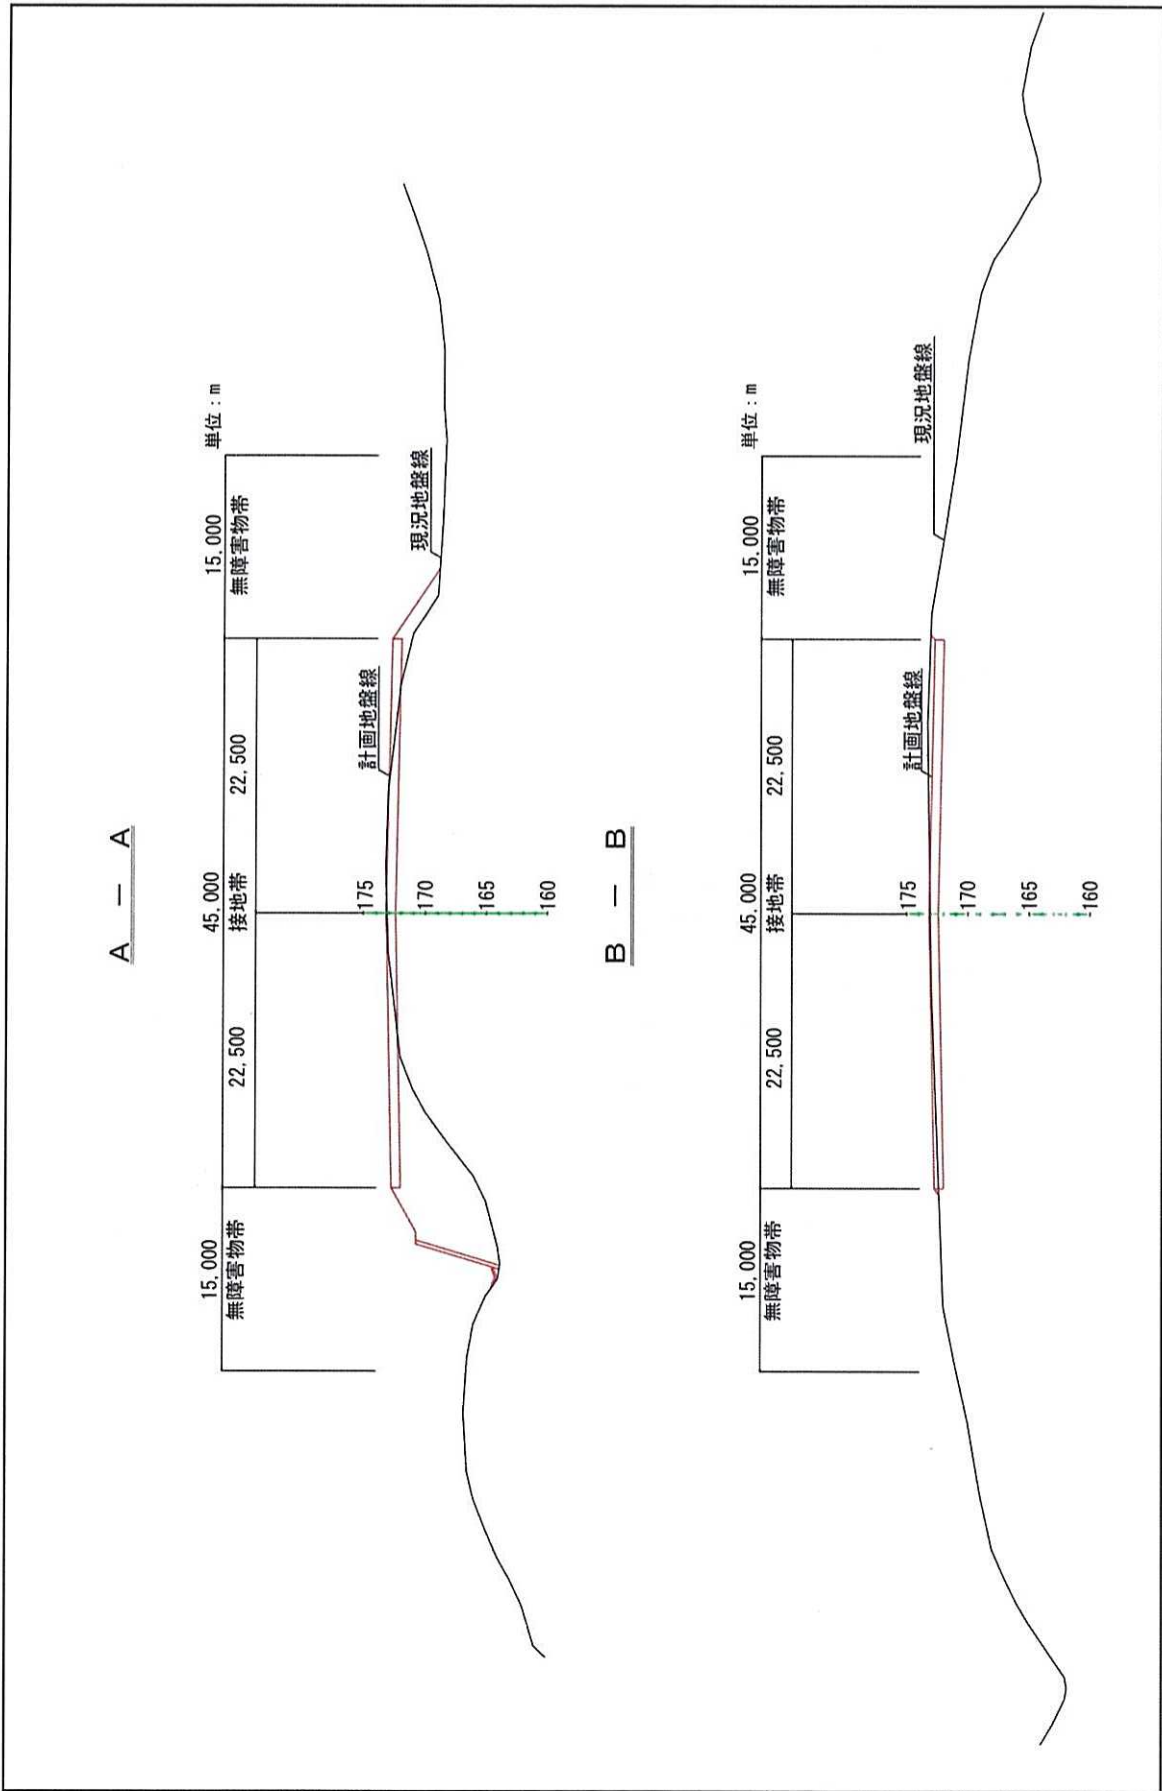 A — A
単位：m
15,000
45,000
15,000
無障害物帯
接地帯
無障害物帯
22,500
22,500
計画地盤線
現況地盤線
175
170
165
160
B — B
単位：m
15,000
45,000
15,000
無障害物帯
接地帯
無障害物帯
22,500
22,500
計画地盤線
現況地盤線
175
170
165
160